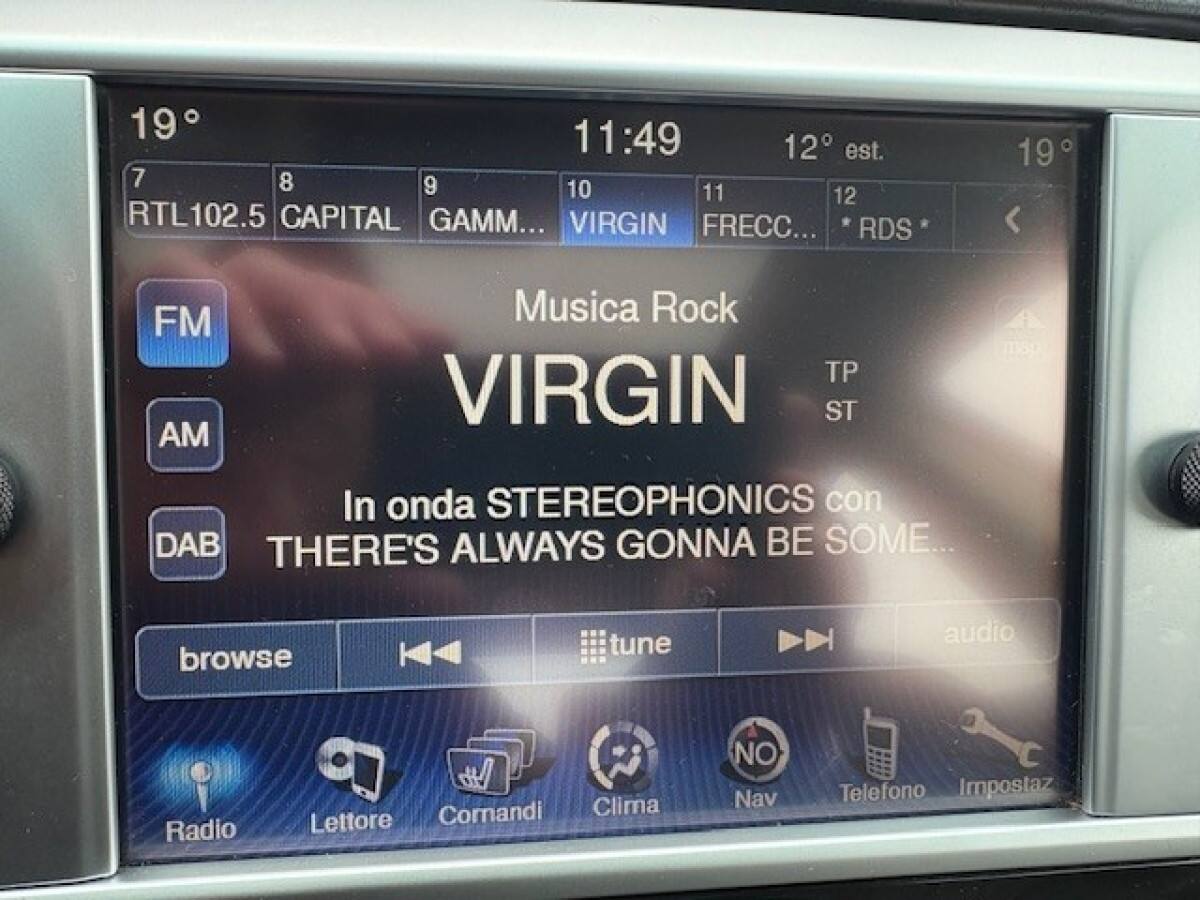 19° 11:49 12° est. 19°
7 8 9 10 11 12
RTL102.5 CAPITAL GAMM... VIRGIN FRECC... * RDS *
FM
Musica Rock
map
VIRGIN
TP
ST
AM
In onda STEREOPHONICS con
THERE'S ALWAYS GONNA BE SOME...
DAB
browse tune audio
NO
Radio Lettore Comandi Clima Nav Telefono Impostaz